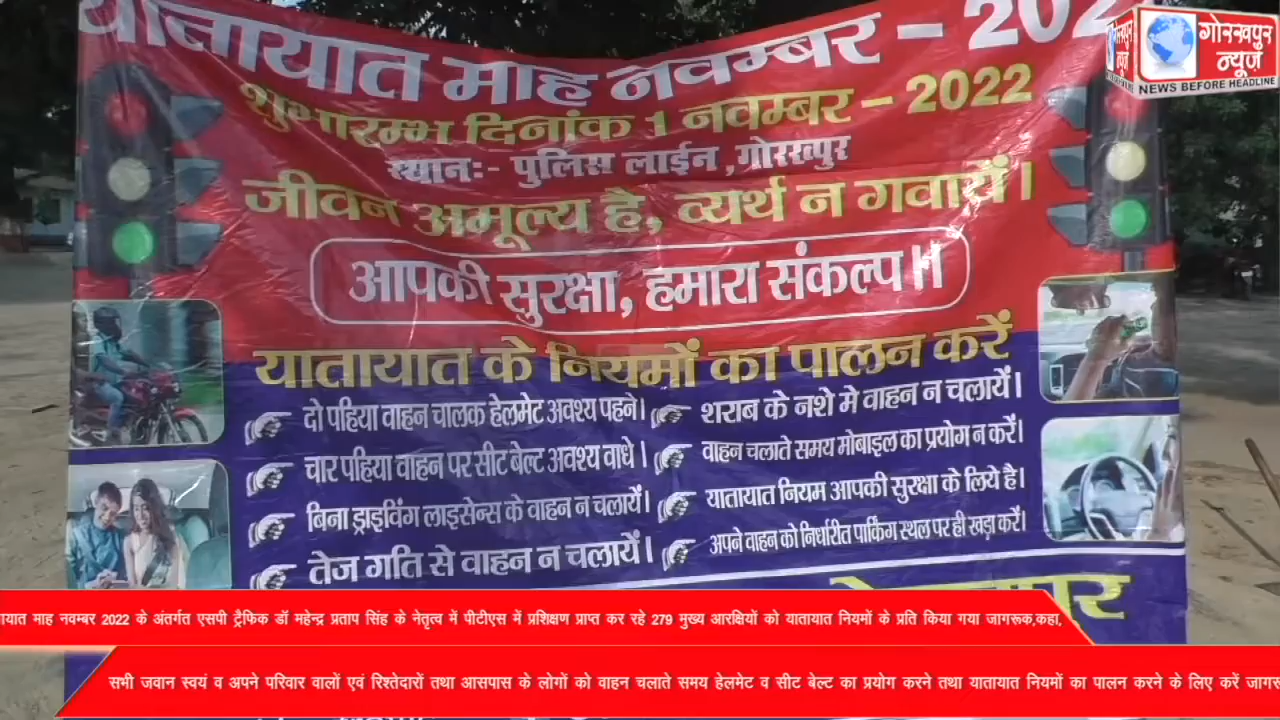 यातायात माह नवम्बर - 202
शुभारम्भ दिनांक 1 नवम्बर - 2022
स्थानः- पुलिस लाईन ,गोरखपुर
जीवन अमूल्य है, व्यर्थ न गवायें।
आपकी सुरक्षा, हमारा संकल्प ।।
यातायात के नियमों का पालन करें
दो पहिया वाहन चालक हेलमेट अवश्य पहने।
चार पहिया वाहन पर सीट बेल्ट अवश्य वाधे ।
बिना ड्राइविंग लाइसेन्स के वाहन न चलायें।
तेज गति से वाहन न चलायें।
शराब के नशे मे वाहन न चलायें।
वाहन चलाते समय मोबाइल का प्रयोग न करें।
यातायात नियम आपकी सुरक्षा के लिये है।
अपने वाहन को निर्धारीत पार्किंग स्थल पर ही खड़ा करें।
गोरखपुर
न्यूज
NEWS BEFORE HEADLINE
यात माह नवम्बर 2022 के अंतर्गत एसपी ट्रैफिक डॉ महेन्द्र प्रताप सिंह के नेतृत्व में पीटीएस में प्रशिक्षण प्राप्त कर रहे 279 मुख्य आरक्षियों को यातायात नियमों के प्रति किया गया जागरूक,कहा,
सभी जवान स्वयं व अपने परिवार वालों एवं रिश्तेदारों तथा आसपास के लोगों को वाहन चलाते समय हेलमेट व सीट बेल्ट का प्रयोग करने तथा यातायात नियमों का पालन करने के लिए करें जागरू